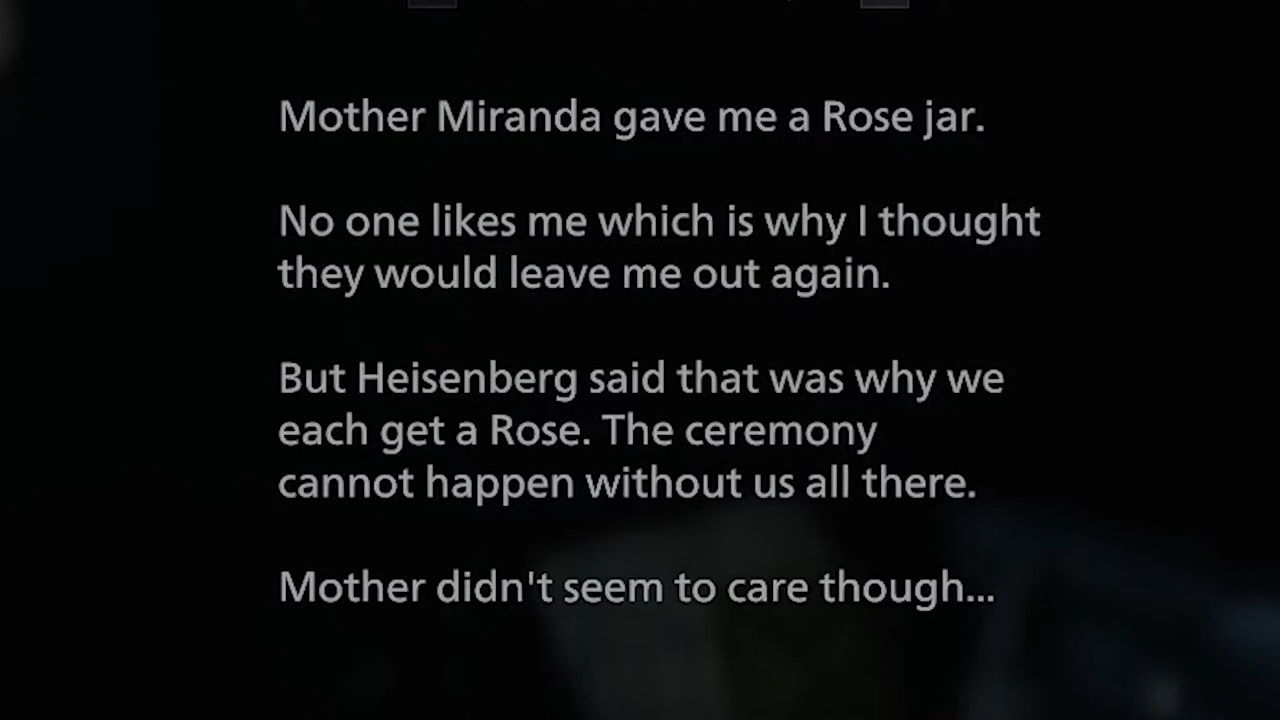 Mother Miranda gave me a Rose jar.
No one likes me which is why I thought
they would leave me out again.
But Heisenberg said that was why we
each get a Rose. The ceremony
cannot happen without us all there.
Mother didn't seem to care though...